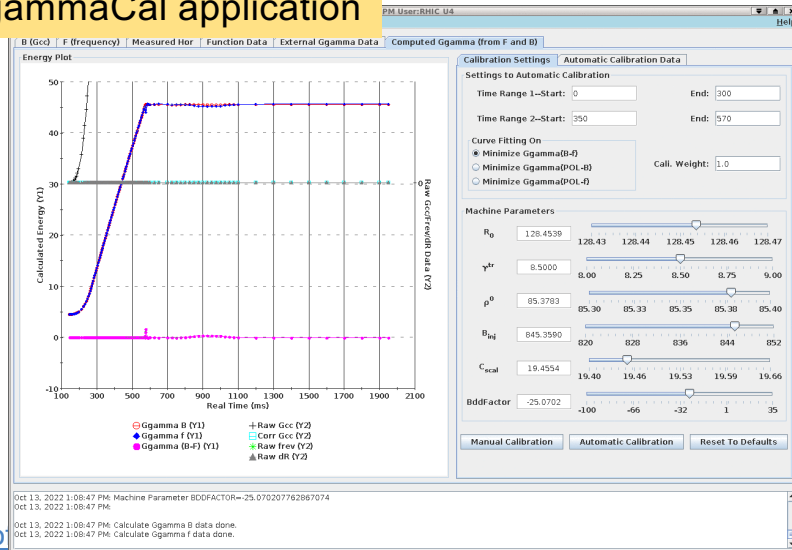 gammaCal application
PM User:RHIC U4
Help
B (Gcc) F (frequency) Measured Hor Function Data External Ggamma Data Computed Ggamma (from F and B)
Energy Plot
50
40
30
20
10
0
-10
Calculated Energy (Y1)
0
Raw Gcc/Frev/dR Data (Y2)
100 300 500 700 900 1100 1300 1500 1700 1900 2100
Real Time (ms)
Ggamma B (Y1) Raw Gcc (Y2)
Ggamma f (Y1) Corr Gcc (Y2)
Ggamma (B-F) (Y1) Raw frev (Y2)
Raw dR (Y2)
Calibration Settings Automatic Calibration Data
Settings to Automatic Calibration
Time Range 1--Start: 0 End: 300
Time Range 2--Start: 350 End: 570
Curve Fitting On
Minimize Ggamma{B-f}
Minimize Ggamma{POL-B}
Minimize Ggamma{POL-f}
Cali. Weight: 1.0
Machine Parameters
R0 128.4539
128.43 128.44 128.45 128.46 128.47
γtr 8.5000
8.00 8.25 8.50 8.75 9.00
ρ0 85.3783
85.30 85.33 85.35 85.38 85.40
Binj 845.3590
820 828 836 844 852
Cscal 19.4554
19.40 19.46 19.53 19.59 19.66
BddFactor -25.0702
-100 -66 -32 1 35
Manual Calibration Automatic Calibration Reset To Defaults
Oct 13, 2022 1:08:47 PM: Machine Parameter BDDFACTOR=-25.070207762867074
Oct 13, 2022 1:08:47 PM:
Oct 13, 2022 1:08:47 PM: Calculate Ggamma B data done.
Oct 13, 2022 1:08:47 PM: Calculate Ggamma f data done.